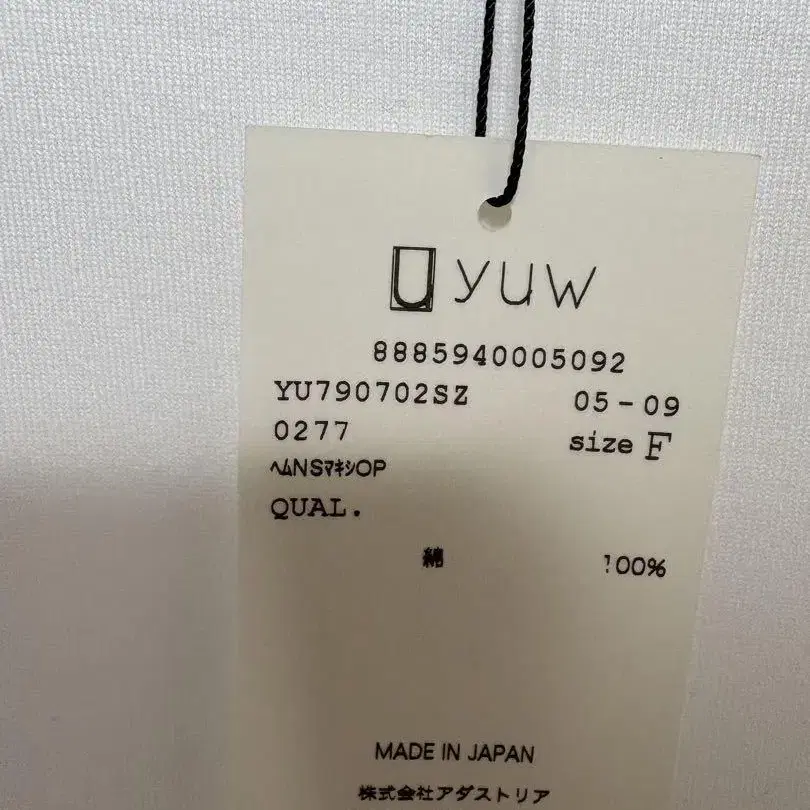 U yuw
8885940005092
YU790702SZ 05-09
0277 size F
ﾍﾑNSﾏｷｼOP
QUAL.
綿 100%
MADE IN JAPAN
株式会社アダストリア